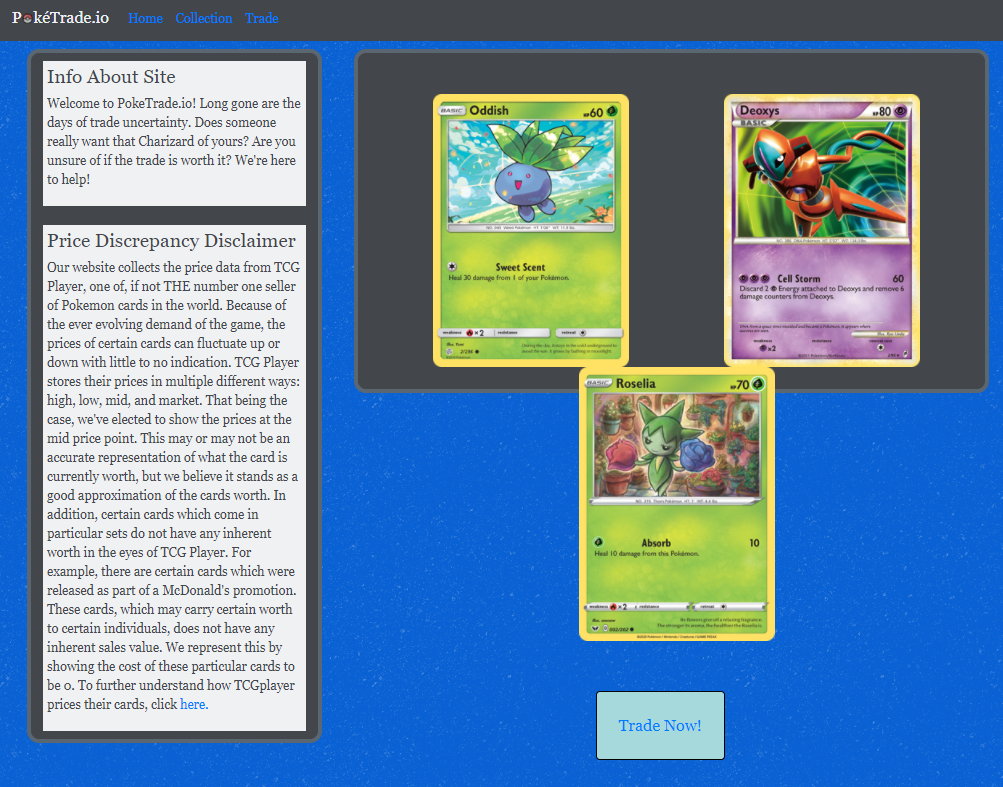 PokéTrade.io Home Collection Trade
Info About Site
Welcome to PokeTrade.io! Long gone are the
days of trade uncertainty. Does someone
really want that Charizard of yours? Are you
unsure of if the trade is worth it? We're here
to help!
Price Discrepancy Disclaimer
Our website collects the price data from TCG
Player, one of, if not THE number one seller
of Pokemon cards in the world. Because of
the ever evolving demand of the game, the
prices of certain cards can fluctuate up or
down with little to no indication. TCG Player
stores their prices in multiple different ways:
high, low, mid, and market. That being the
case, we've elected to show the prices at the
mid price point. This may or may not be an
accurate representation of what the card is
currently worth, but we believe it stands as a
good approximation of the cards worth. In
addition, certain cards which come in
particular sets do not have any inherent
worth in the eyes of TCG Player. For
example, there are certain cards which were
released as part of a McDonald's promotion.
These cards, which may carry certain worth
to certain individuals, does not have any
inherent sales value. We represent this by
showing the cost of these particular cards to
be 0. To further understand how TCGplayer
prices their cards, click here.
BASIC Oddish HP60
Sweet Scent
Heal 30 damage from 1 of your Pokémon.
weakness ×2 resistance retreat
2/236
Deoxys HP80
BASIC
Cell Storm 60
Discard 2 Energy attached to Deoxys and remove 6
damage counters from Deoxys.
weakness resistance
×2
BASIC Roselia HP70
Absorb 10
Heal 10 damage from this Pokémon.
weakness ×2 resistance retreat
Trade Now!